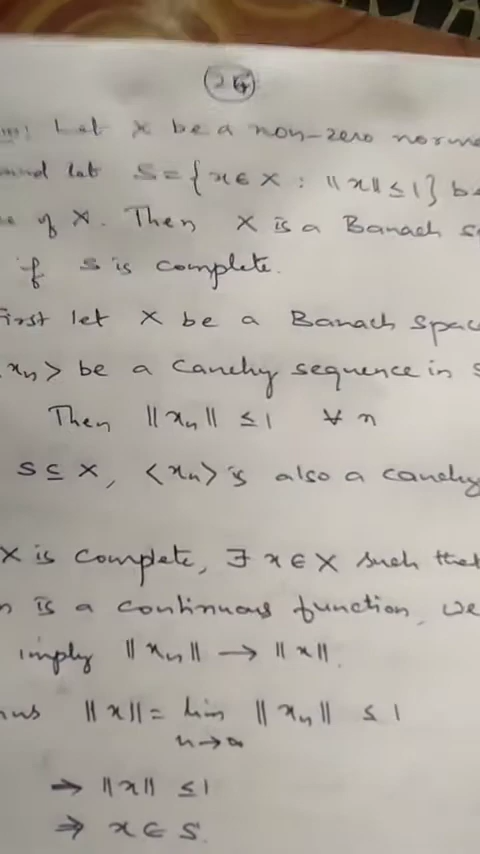 (24)
Let X be a non-zero norme
and let S = {x ∈ X : ||x|| ≤ 1} b
of X. Then X is a Banach s
if S is complete.
First let X be a Banach spac
xₙ> be a cauchy sequence in S
Then ||xₙ|| ≤ 1 ∀ n
S ⊆ X, <xₙ> is also a cauchy
X is complete, ∃ x ∈ X such that
n is a continuous function, we
imply ||xₙ|| → ||x||.
hus ||x|| = lim ||xₙ|| ≤ 1
n→∞
⇒ ||x|| ≤ 1
⇒ x ∈ S.